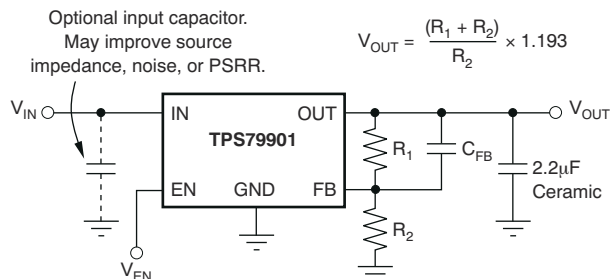 Optional input capacitor.
May improve source
impedance, noise, or PSRR.
V_OUT = (R_1 + R_2) / R_2 × 1.193
V_IN
IN
OUT
V_OUT
TPS79901
R_1
C_FB
2.2μF
Ceramic
EN
GND
FB
R_2
V_EN